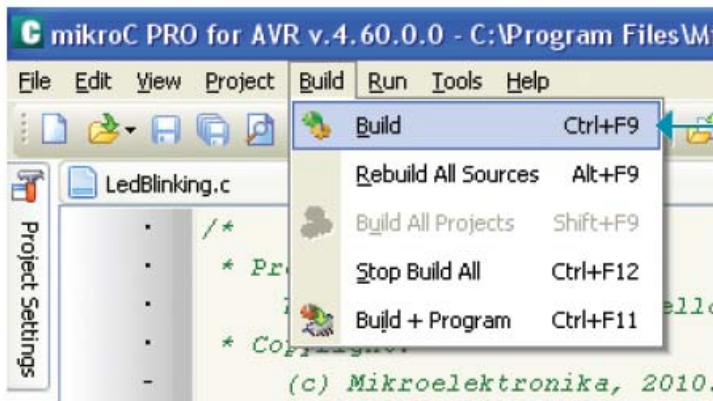 mikroC PRO for AVR v.4.60.0.0 - C:\Program Files\M
File Edit View Project Build Run Tools Help
Build Ctrl+F9
Rebuild All Sources Alt+F9
Build All Projects Shift+F9
Stop Build All Ctrl+F12
Build + Program Ctrl+F11
LedBlinking.c
Project Settings
/*
* Pr
* Co
(c) Mikroelektronika, 2010.